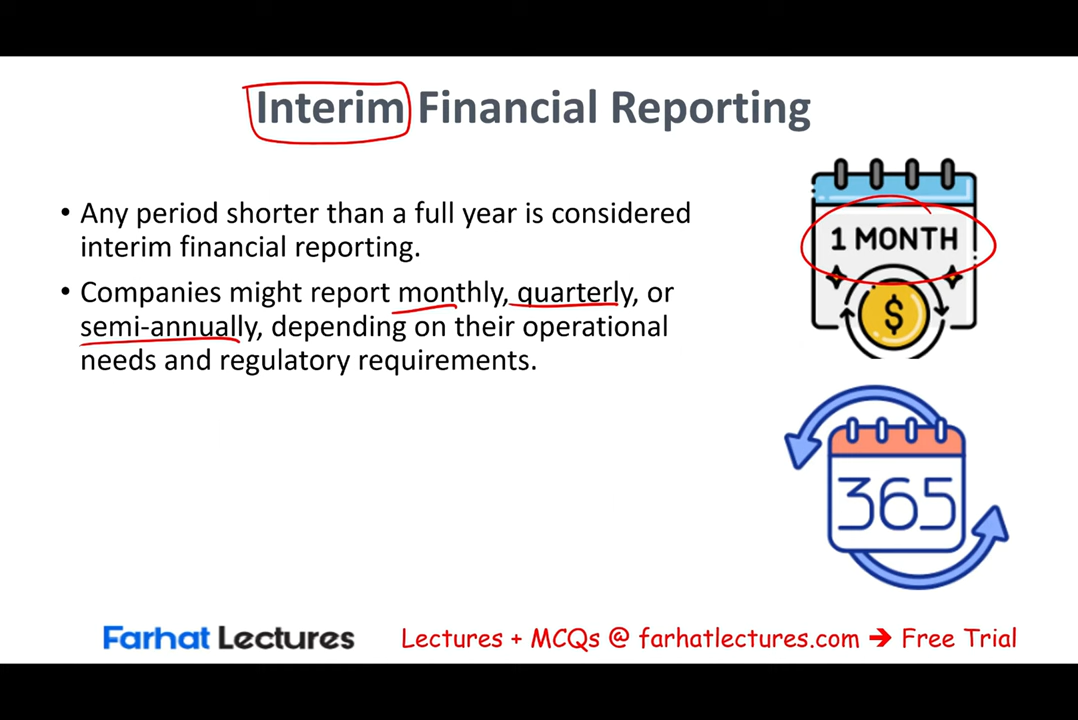 Interim Financial Reporting
• Any period shorter than a full year is considered
interim financial reporting.
• Companies might report monthly, quarterly, or
semi-annually, depending on their operational
needs and regulatory requirements.
1 MONTH
$
365
Farhat Lectures
Lectures + MCQs @ farhatlectures.com → Free Trial